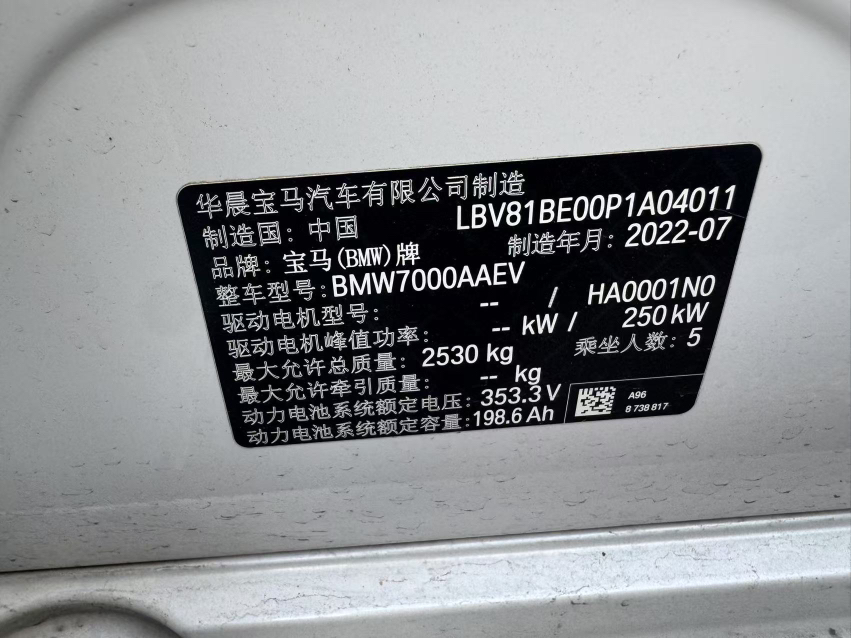 华晨宝马汽车有限公司制造
LBV81BE00P1A04011
制造国: 中国
制造年月: 2022-07
品牌: 宝马(BMW)牌
整车型号: BMW7000AAEV
驱动电机型号: -- / HA0001N0
驱动电机峰值功率: -- kW / 250 kW
最大允许总质量: 2530 kg
乘坐人数: 5
最大允许牵引质量: -- kg
动力电池系统额定电压: 353.3 V
动力电池系统额定容量: 198.6 Ah
A96
8 738 817